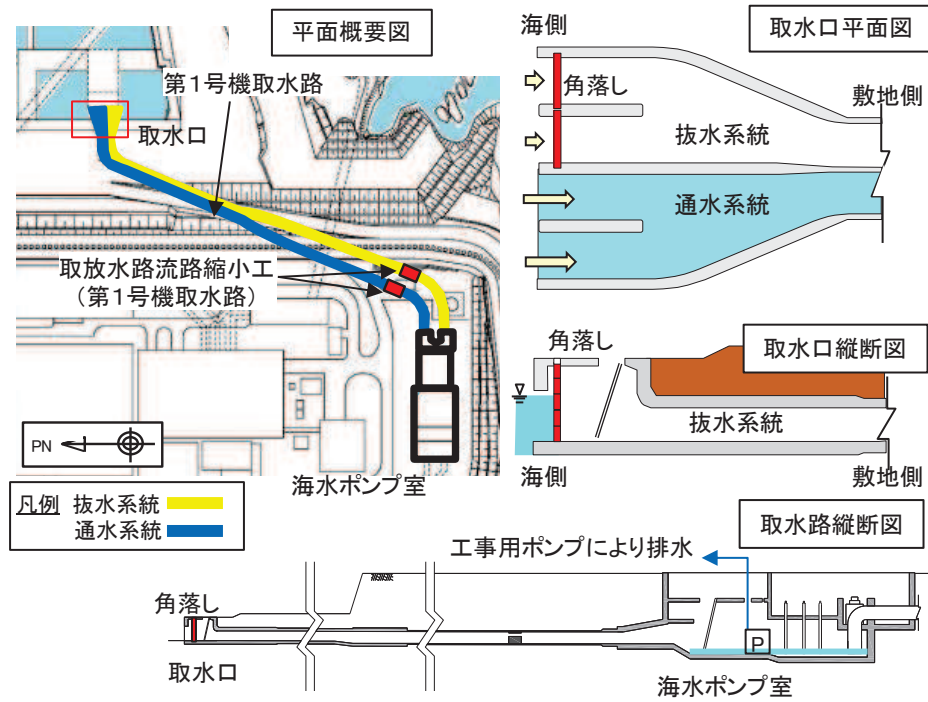 平面概要図
第1号機取水路
取水口
取放水路流路縮小工
（第1号機取水路）
PN
海水ポンプ室
凡例 抜水系統
通水系統
海側
取水口平面図
角落し
敷地側
抜水系統
通水系統
角落し
取水口縦断図
抜水系統
海側
敷地側
取水路縦断図
工事用ポンプにより排水
角落し
P
取水口
海水ポンプ室